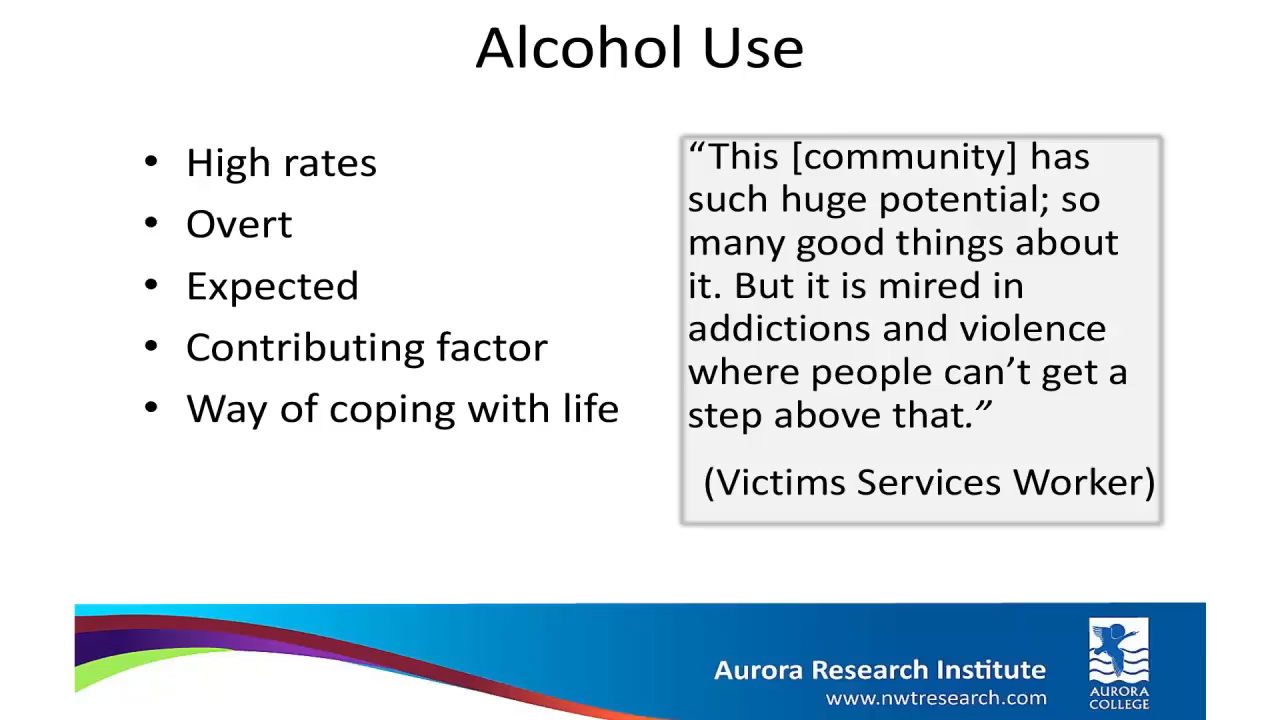 Alcohol Use
• High rates
• Overt
• Expected
• Contributing factor
• Way of coping with life
“This [community] has
such huge potential; so
many good things about
it. But it is mired in
addictions and violence
where people can’t get a
step above that.”
(Victims Services Worker)
Aurora Research Institute
www.nwtresearch.com
AURORA
COLLEGE